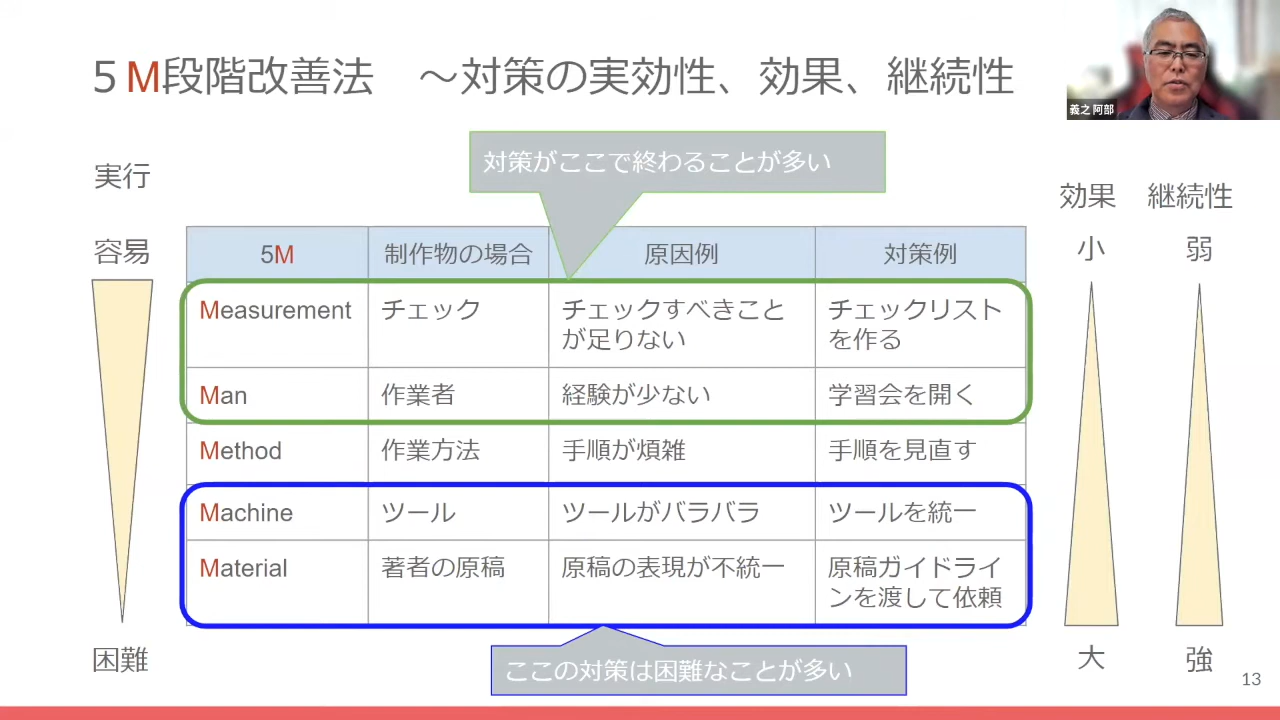 5M段階改善法　～対策の実効性、効果、継続性
義之 阿部
対策がここで終わることが多い
実行
容易
困難
効果
継続性
小
弱
5M
制作物の場合
原因例
対策例
Measurement
チェック
チェックすべきこと
が足りない
チェックリスト
を作る
Man
作業者
経験が少ない
学習会を開く
Method
作業方法
手順が煩雑
手順を見直す
Machine
ツール
ツールがバラバラ
ツールを統一
Material
著者の原稿
原稿の表現が不統一
原稿ガイドライ
ンを渡して依頼
ここの対策は困難なことが多い
大
強
13